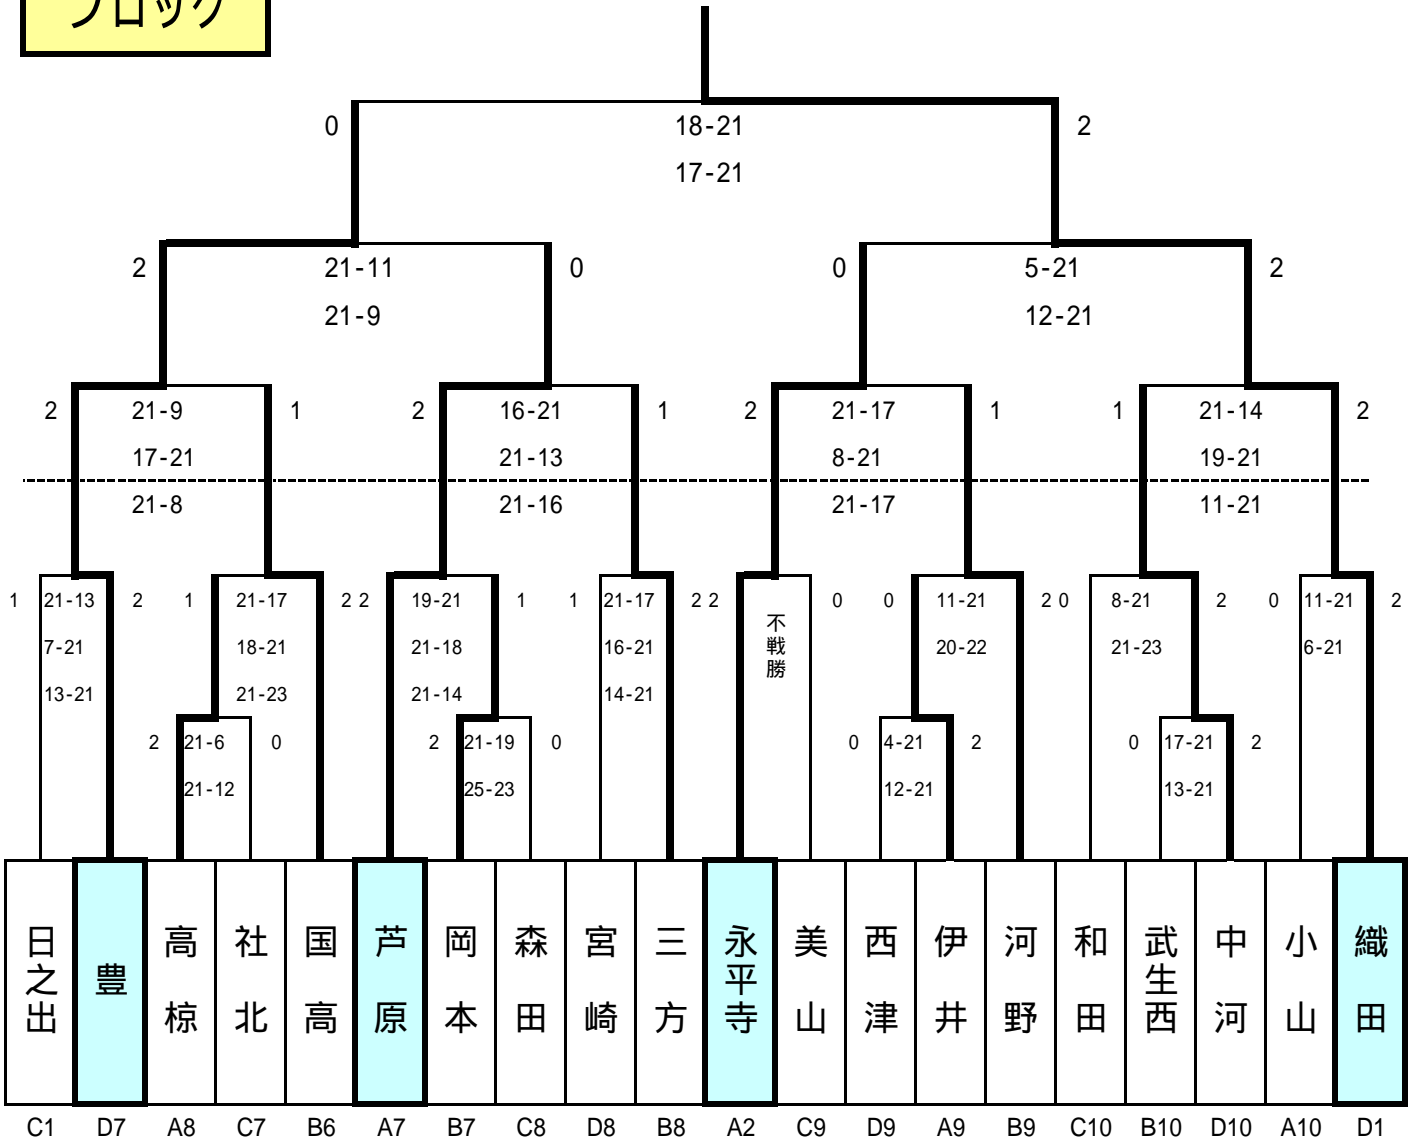 ブロック
0 18-21 2
17-21
2 21-11 0 0 5-21 2
21-9 12-21
2 21-9 1 2 16-21 1 2 21-17 1 1 21-14 2
17-21 21-13 8-21 19-21
21-8 21-16 21-17 11-21
1 21-13 2 1 21-17 2 2 19-21 1 1 21-17 2 2 不戦勝 0 0 11-21 2 0 8-21 2 0 11-21 2
7-21 18-21 21-18 16-21 20-22 21-23 6-21
13-21 21-23 21-14 14-21
2 21-6 0 2 21-19 0 0 4-21 2 0 17-21 2
21-12 25-23 12-21 13-21
日之出 豊 高椋 社北 国高 芦原 岡本 森田 宮崎 三方 永平寺 美山 西津 伊井 河野 和田 武生西 中河 小山 織田
C1 D7 A8 C7 B6 A7 B7 C8 D8 B8 A2 C9 D9 A9 B9 C10 B10 D10 A10 D1